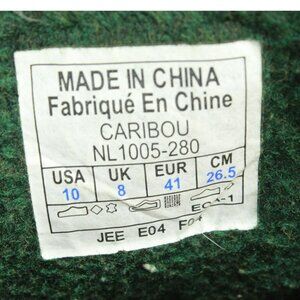 MADE IN CHINA
Fabriqué En Chine
CARIBOU
NL1005-280
USA UK EUR CM
10 8 41 26.5
JEE E04